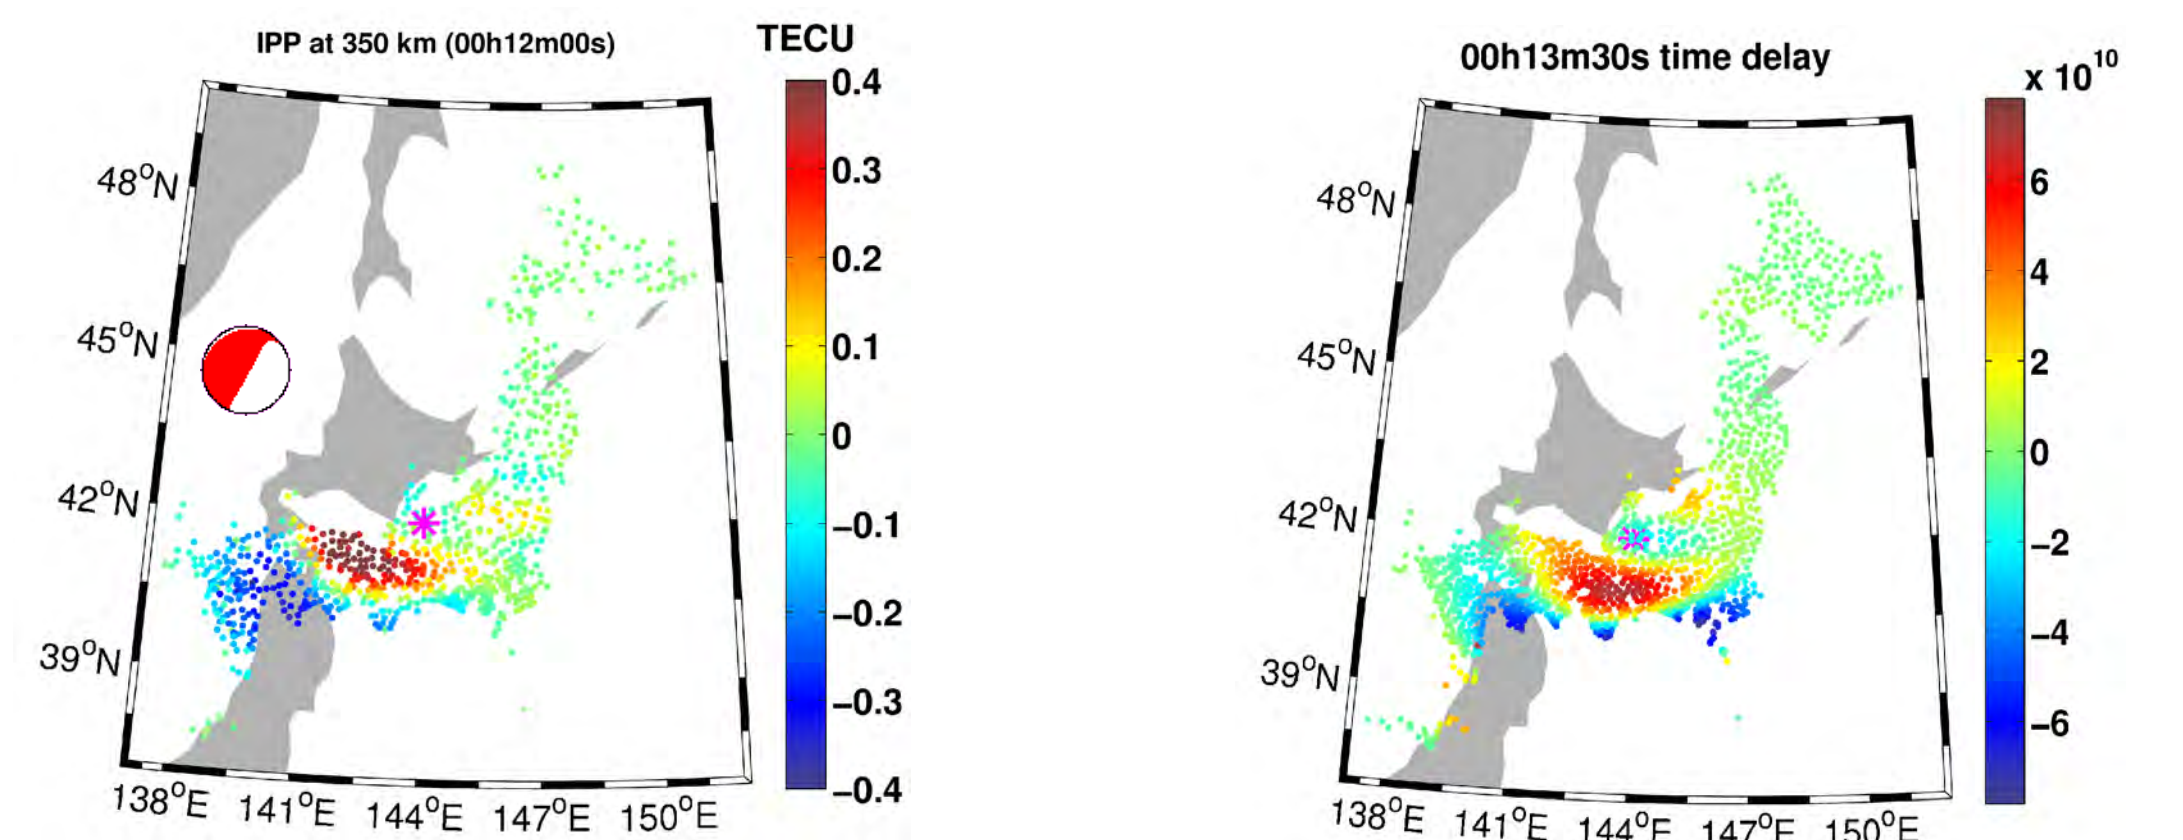 IPP at 350 km (00h12m00s)
TECU
0.4
0.3
0.2
0.1
0
−0.1
−0.2
−0.3
−0.4
48°N
45°N
42°N
39°N
138°E 141°E 144°E 147°E 150°E
00h13m30s time delay
x 10^10
6
4
2
0
−2
−4
−6
48°N
45°N
42°N
39°N
138°E 141°E 144°E 147°E 150°E